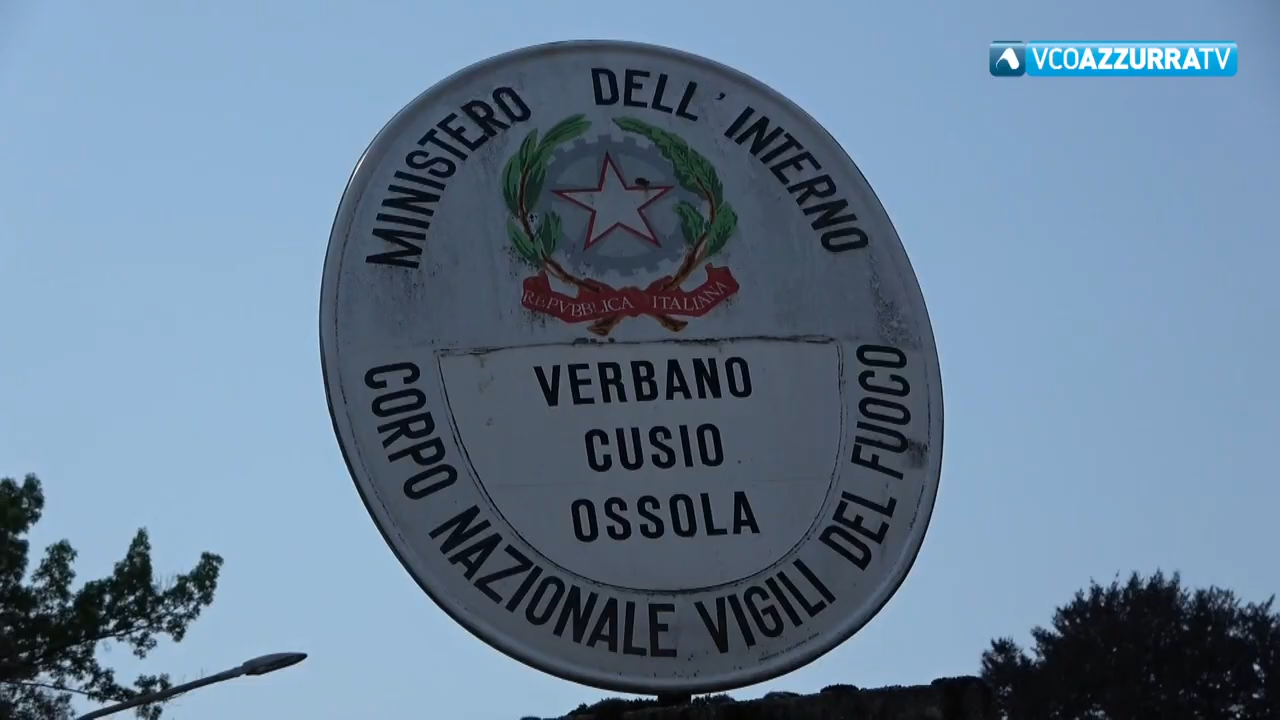 VCOAZZURRATV
MINISTERO DELL'INTERNO
REPVBBLICA ITALIANA
VERBANO
CUSIO
OSSOLA
CORPO NAZIONALE VIGILI DEL FUOCO